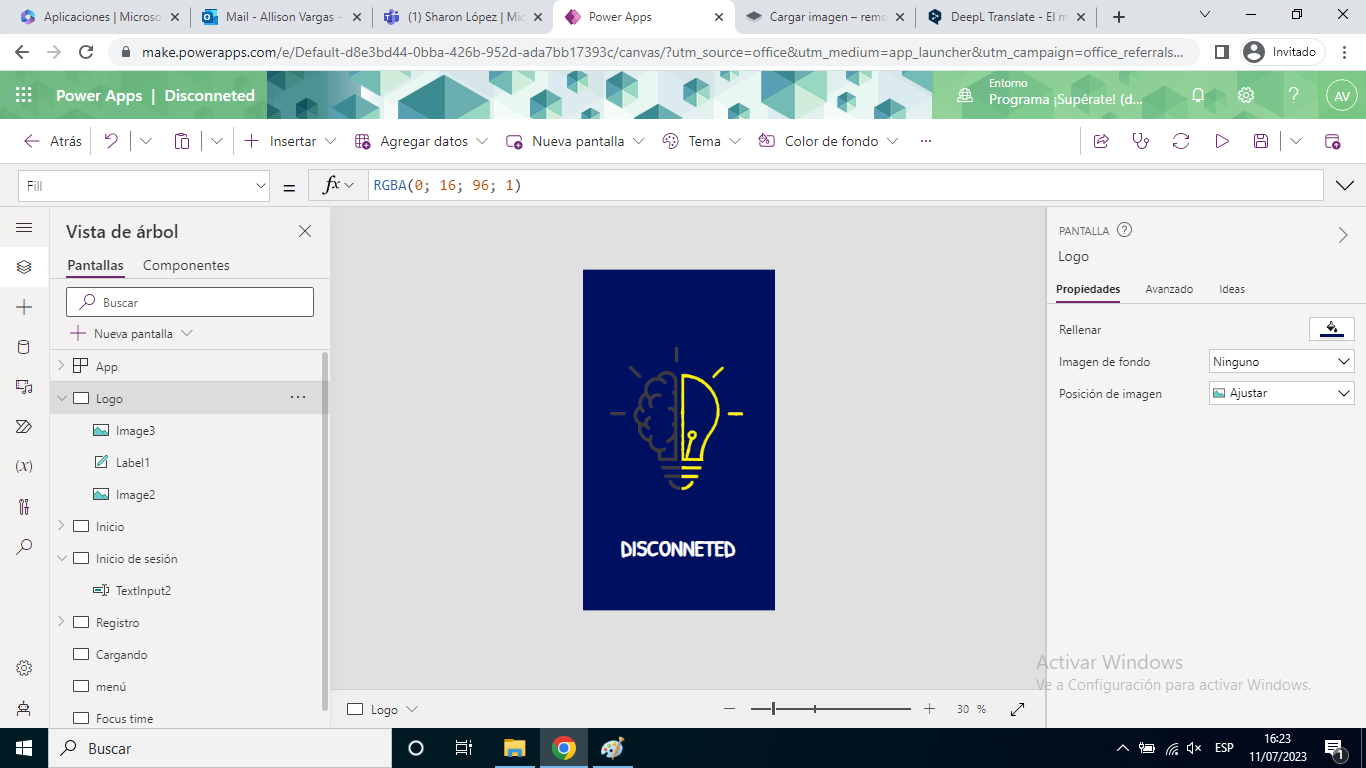 Aplicaciones | Microso
Mail - Allison Vargas -
(1) Sharon López | Mic
Power Apps
Cargar imagen – remo
DeepL Translate - El m
make.powerapps.com/e/Default-d8e3bd44-0bba-426b-952d-ada7bb17393c/canvas/?utm_source=office&utm_medium=app_launcher&utm_campaign=office_referrals...
Invitado
Power Apps | Disconneted
Entorno
Programa ¡Supérate! (d...
AV
Atrás
Insertar
Agregar datos
Nueva pantalla
Tema
Color de fondo
...
Fill
=
fx
RGBA(0; 16; 96; 1)
Vista de árbol
Pantallas
Componentes
Buscar
Nueva pantalla
App
Logo
...
Image3
Label1
Image2
Inicio
Inicio de sesión
TextInput2
Registro
Cargando
menú
Focus time
(x)
DISCONNETED
Logo
30 %
PANTALLA
Logo
Propiedades
Avanzado
Ideas
Rellenar
Imagen de fondo
Ninguno
Posición de imagen
Ajustar
Activar Windows
Ve a Configuración para activar Windows.
Buscar
ESP
16:23
11/07/2023
1